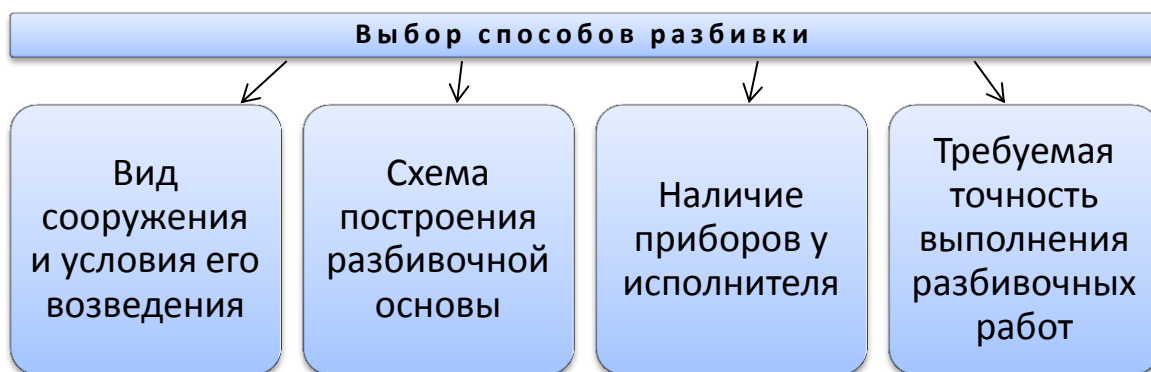 Выбор способов разбивки
Вид
сооружения
и условия его
возведения
Схема
построения
разбивочной
основы
Наличие
приборов у
исполнителя
Требуемая
точность
выполнения
разбивочных
работ